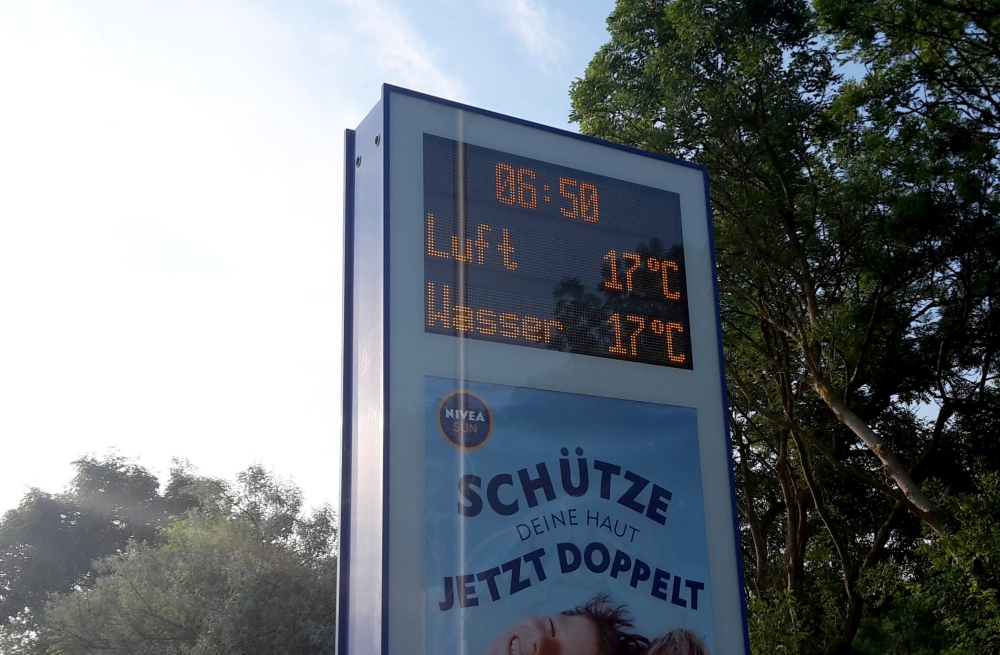 06:50
Luft 17°C
Wasser 17°C
NIVEA
SUN
SCHÜTZE
DEINE HAUT
JETZT DOPPELT